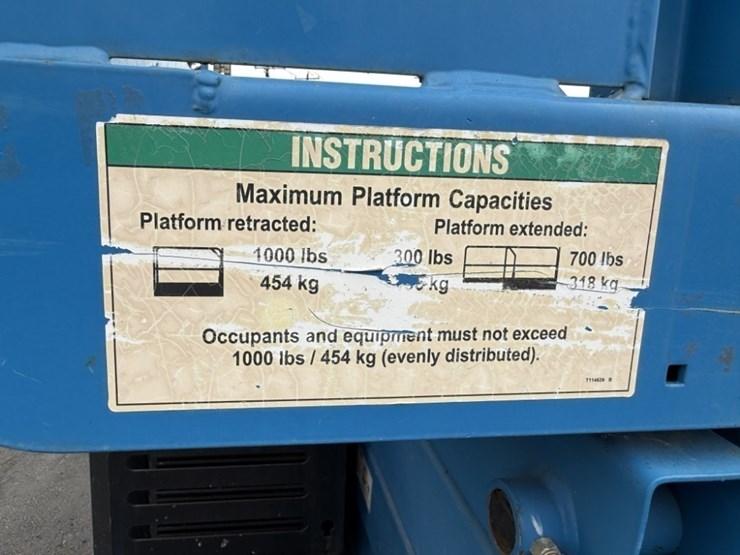 INSTRUCTIONS
Maximum Platform Capacities
Platform retracted: Platform extended:
1000 lbs 300 lbs 700 lbs
454 kg kg 318 kg
Occupants and equipment must not exceed
1000 lbs / 454 kg (evenly distributed).